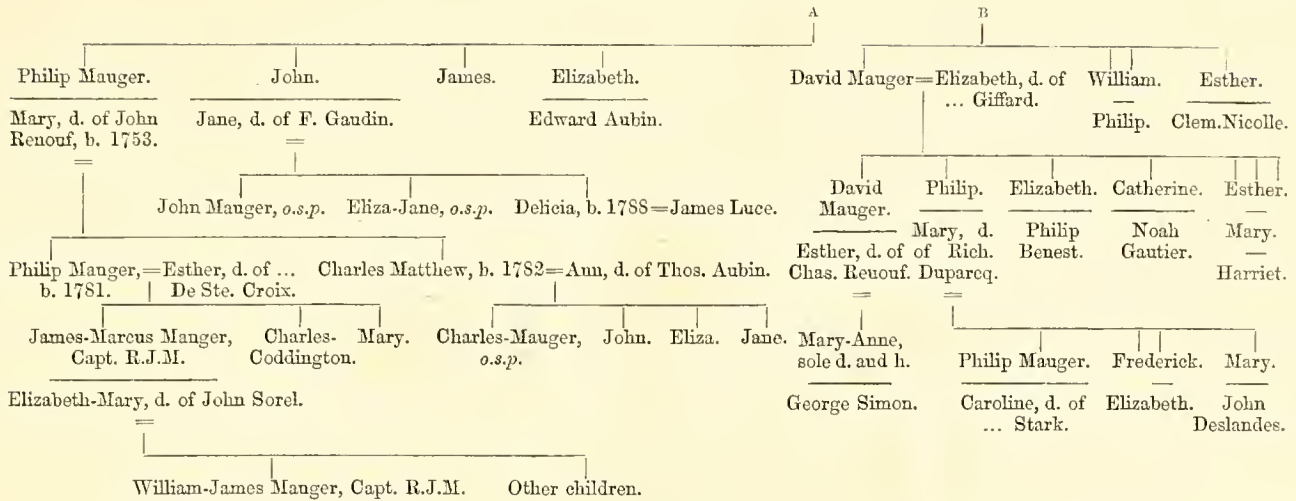 A B
Philip Mauger. John. James. Elizabeth. David Mauger=Elizabeth, d. of William. Esther.
... Giffard.
Mary, d. of John Jane, d. of F. Gaudin. Edward Aubin. Philip. Clem. Nicolle.
Renouf, b. 1753.
=
=
David Philip. Elizabeth. Catherine. Esther.
Mauger.
John Mauger, o.s.p. Eliza-Jane, o.s.p. Delicia, b. 1788=James Luce.
Mary, d. Philip Noah Mary.
Esther, d. of of Rich. Benest. Gautier.
Chas. Renouf. Duparcq. Harriet.
Philip Mauger,=Esther, d. of ... Charles Matthew, b. 1782=Ann, d. of Thos. Aubin.
b. 1781. De Ste. Croix.
= =
James-Marcus Manger, Charles- Mary. Charles-Mauger, John. Eliza. Jane. Mary-Anne,
Capt. R.J.M. Coddington. o.s.p. sole d. and h. Philip Mauger. Frederick. Mary.
Elizabeth-Mary, d. of John Sorel. George Simon. Caroline, d. of Elizabeth. John
... Stark. Deslandes.
=
William-James Manger, Capt. R.J.M. Other children.